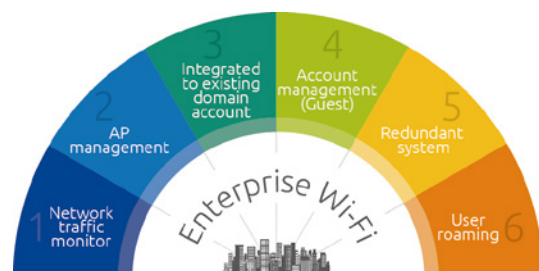 1
Network
traffic
monitor
2
AP
management
3
Integrated
to existing
domain
account
4
Account
management
(Guest)
5
Redundant
system
6
User
roaming
Enterprise Wi-Fi